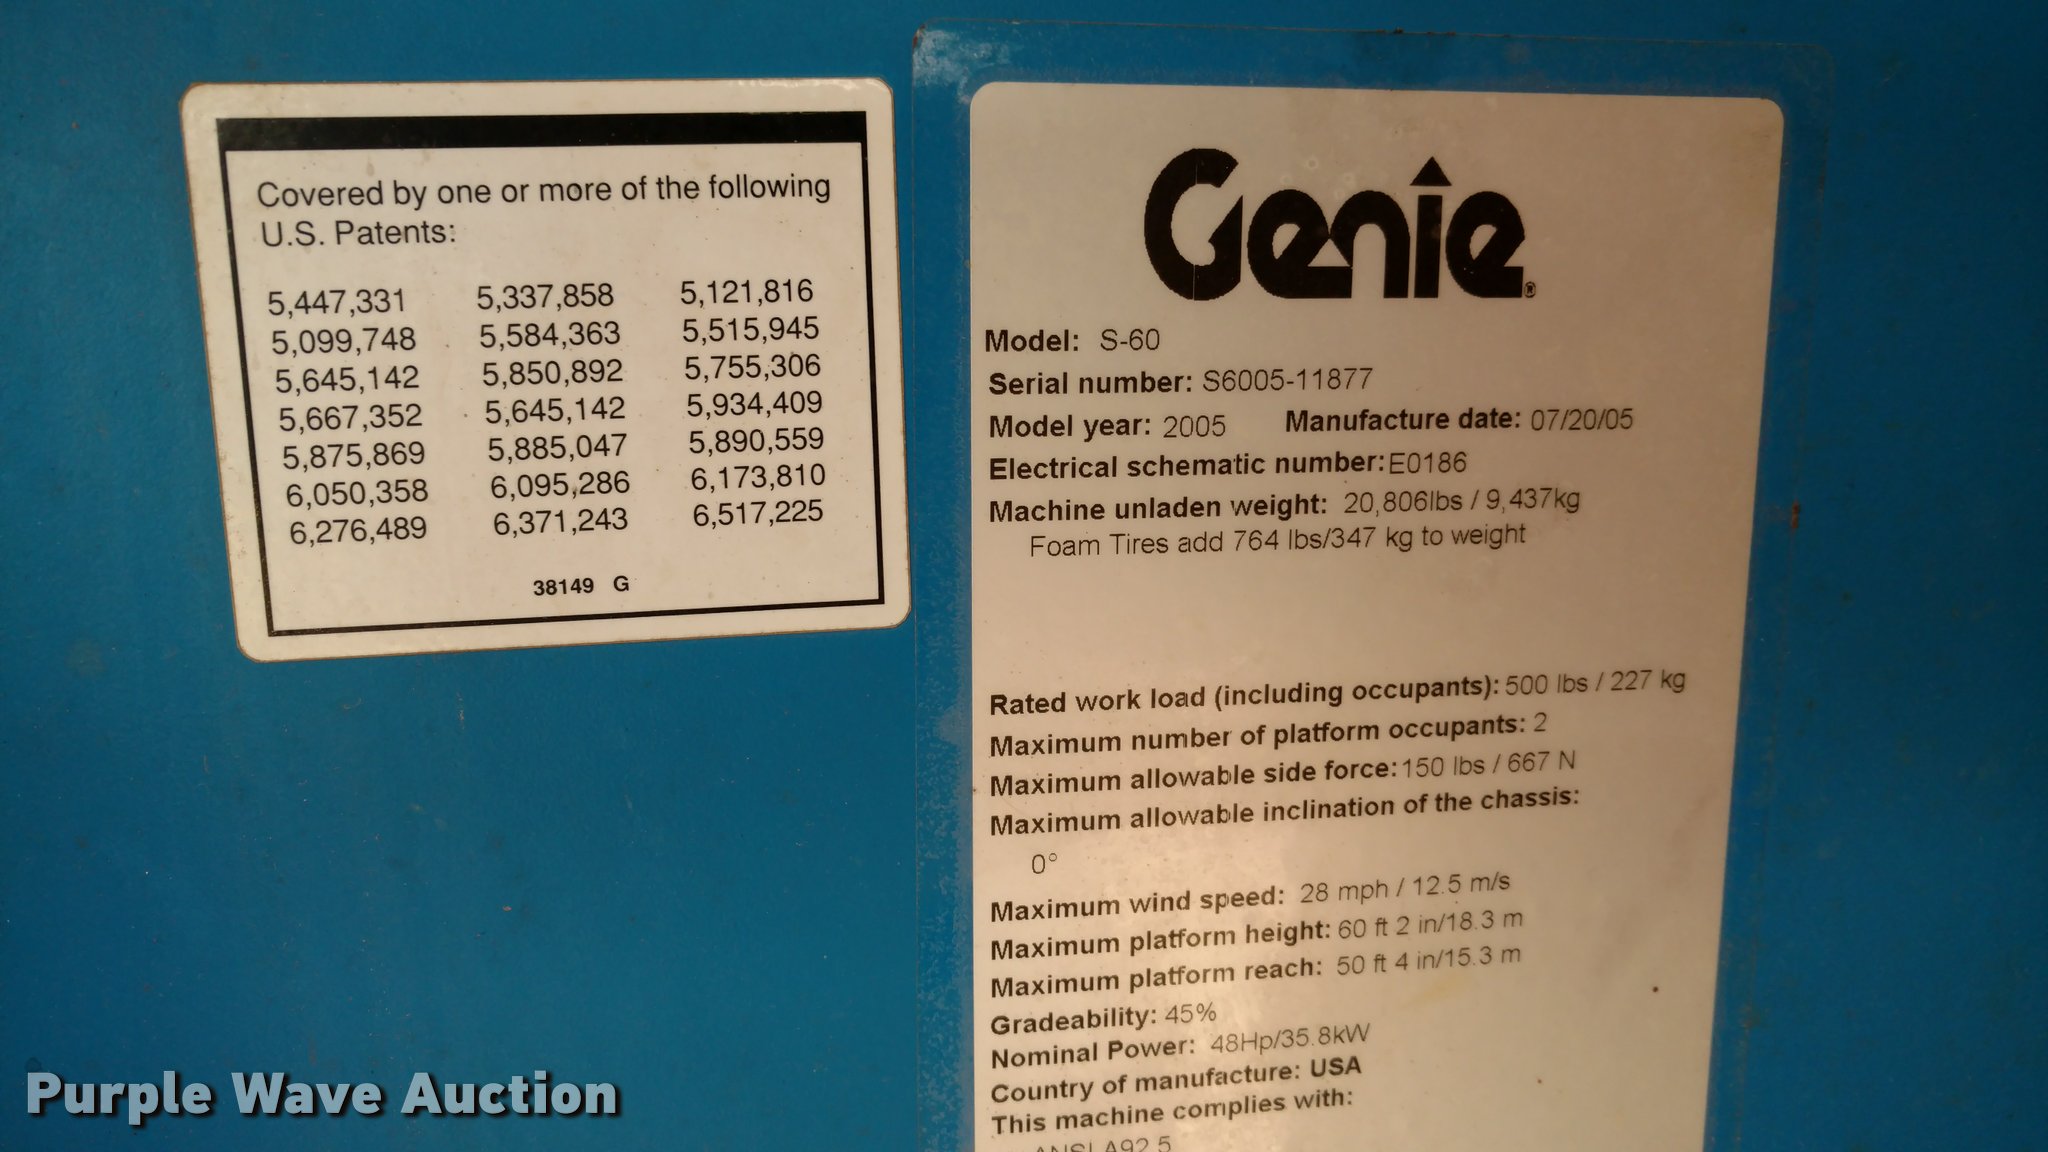 Covered by one or more of the following
U.S. Patents:
5,447,331 5,337,858 5,121,816
5,099,748 5,584,363 5,515,945
5,645,142 5,850,892 5,755,306
5,667,352 5,645,142 5,934,409
5,875,869 5,885,047 5,890,559
6,050,358 6,095,286 6,173,810
6,276,489 6,371,243 6,517,225
38149 G
Genie®
Model: S-60
Serial number: S6005-11877
Model year: 2005 Manufacture date: 07/20/05
Electrical schematic number: E0186
Machine unladen weight: 20,806lbs / 9,437kg
Foam Tires add 764 lbs/347 kg to weight
Rated work load (including occupants): 500 lbs / 227 kg
Maximum number of platform occupants: 2
Maximum allowable side force: 150 lbs / 667 N
Maximum allowable inclination of the chassis:
0°
Maximum wind speed: 28 mph / 12.5 m/s
Maximum platform height: 60 ft 2 in/18.3 m
Maximum platform reach: 50 ft 4 in/15.3 m
Gradeability: 45%
Nominal Power: 48Hp/35.8kW
Country of manufacture: USA
This machine complies with:
ANSI A92.5
Purple Wave Auction